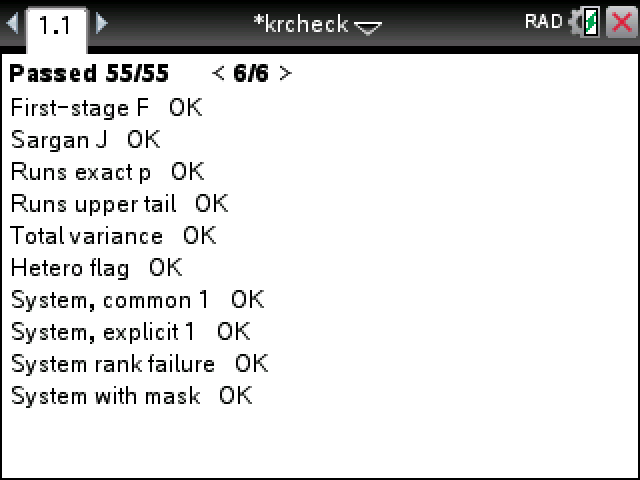 1.1 *krcheck RAD
Passed 55/55 < 6/6 >
First-stage F OK
Sargan J OK
Runs exact p OK
Runs upper tail OK
Total variance OK
Hetero flag OK
System, common 1 OK
System, explicit 1 OK
System rank failure OK
System with mask OK